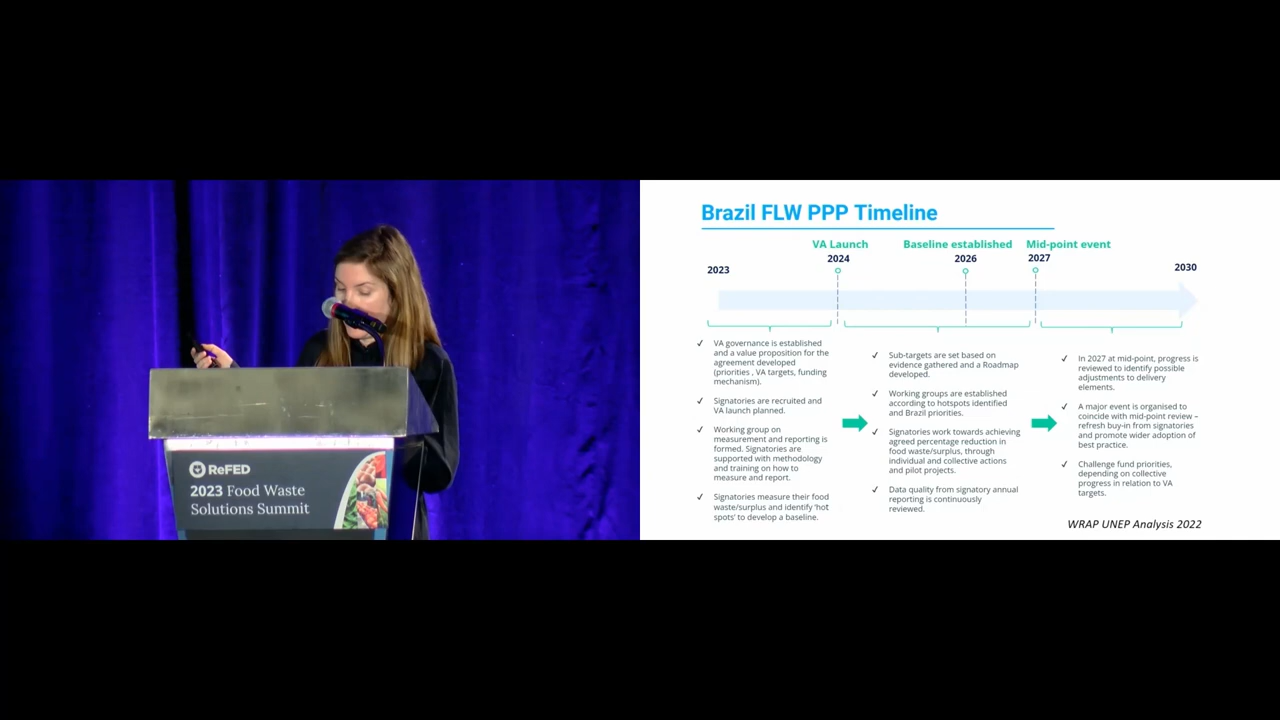 ReFED
2023 Food Waste
Solutions Summit
Brazil FLW PPP Timeline
VA Launch
Baseline established
Mid-point event
2023
2024
2026
2027
2030
✓ VA governance is established
and a value proposition for the
agreement developed
(priorities , VA targets, funding
mechanism).
✓ Signatories are recruited and
VA launch planned.
✓ Working group on
measurement and reporting is
formed. Signatories are
supported with methodology
and training on how to
measure and report.
✓ Signatories measure their food
waste/surplus and identify ‘hot
spots’ to develop a baseline.
✓ Sub-targets are set based on
evidence gathered and a Roadmap
developed.
✓ Working groups are established
according to hotspots identified
and Brazil priorities.
✓ Signatories work towards achieving
agreed percentage reduction in
food waste/surplus, through
individual and collective actions
and pilot projects.
✓ Data quality from signatory annual
reporting is continuously
reviewed.
✓ In 2027 at mid-point, progress is
reviewed to identify possible
adjustments to delivery
elements.
✓ A major event is organised to
coincide with mid-point review –
refresh buy-in from signatories
and promote wider adoption of
best practice.
✓ Challenge fund priorities,
depending on collective
progress in relation to VA
targets.
WRAP UNEP Analysis 2022